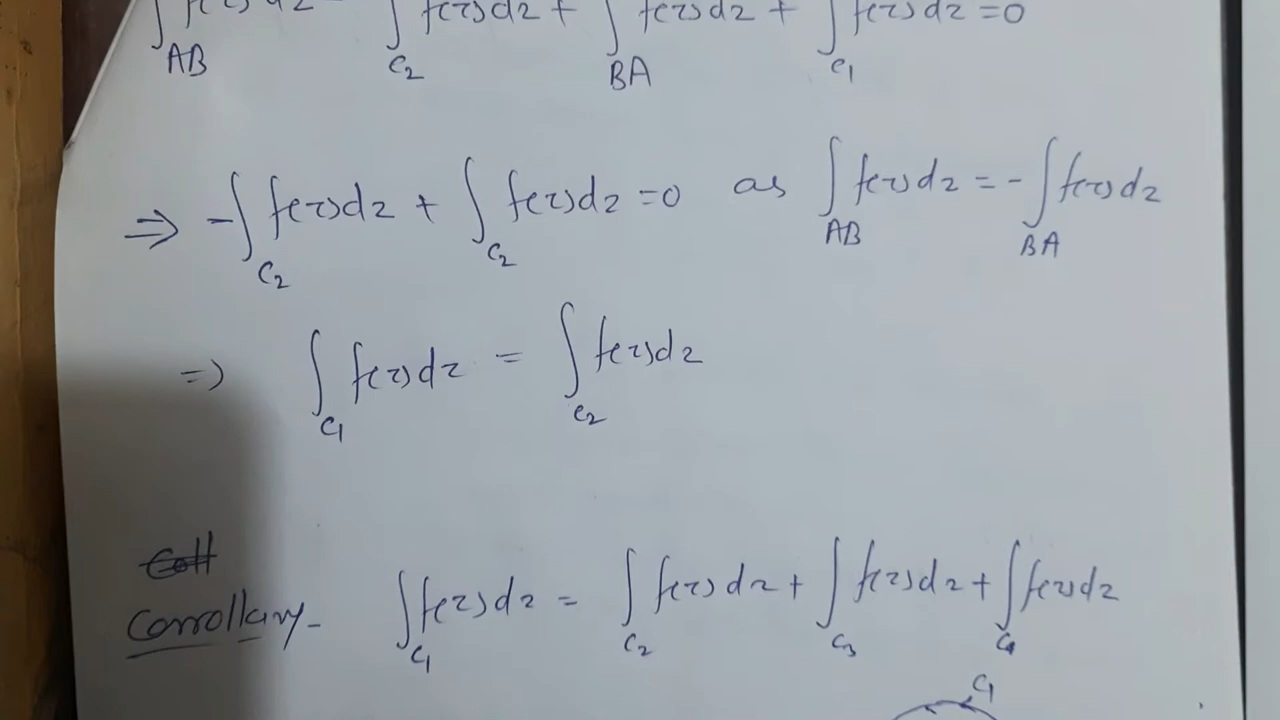 ∫_AB f(z)dz - ∫_C₂ f(z)dz + ∫_BA f(z)dz + ∫_C₁ f(z)dz = 0
⇒ -∫_C₂ f(z)dz + ∫_C₂ f(z)dz = 0 as ∫_AB f(z)dz = -∫_BA f(z)dz
⇒ ∫_C₁ f(z)dz = ∫_C₂ f(z)dz
Corrollary- ∫_C₁ f(z)dz = ∫_C₂ f(z)dz + ∫_C₃ f(z)dz + ∫_C₄ f(z)dz
C₁